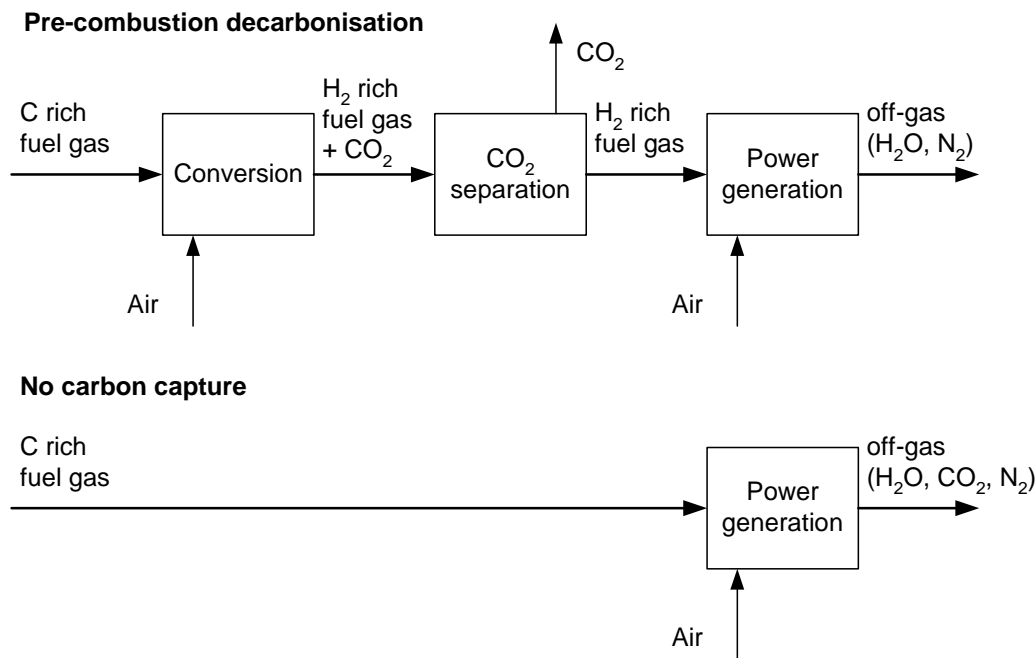 Pre-combustion decarbonisation
CO₂
C rich
fuel gas
H₂ rich
fuel gas
+ CO₂
H₂ rich
fuel gas
off-gas
(H₂O, N₂)
Conversion
CO₂
separation
Power
generation
Air
Air
No carbon capture
C rich
fuel gas
off-gas
(H₂O, CO₂, N₂)
Power
generation
Air